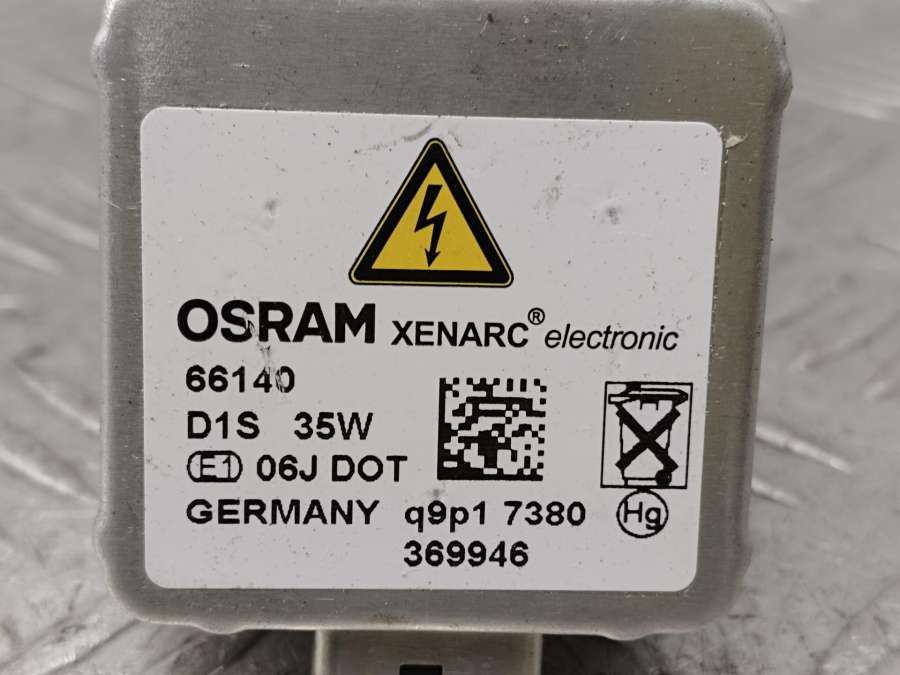 OSRAM XENARC® electronic
66140
D1S 35W
E1 06J DOT
GERMANY q9p1 7380
Hg
369946